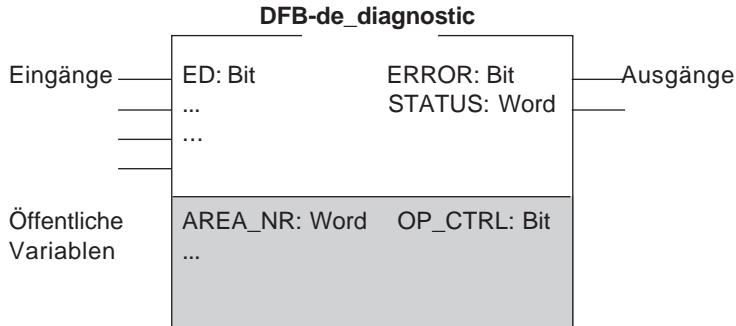 DFB-de_diagnostic
Eingänge ED: Bit ERROR: Bit Ausgänge
... STATUS: Word
...
Öffentliche AREA_NR: Word OP_CTRL: Bit
Variablen ...